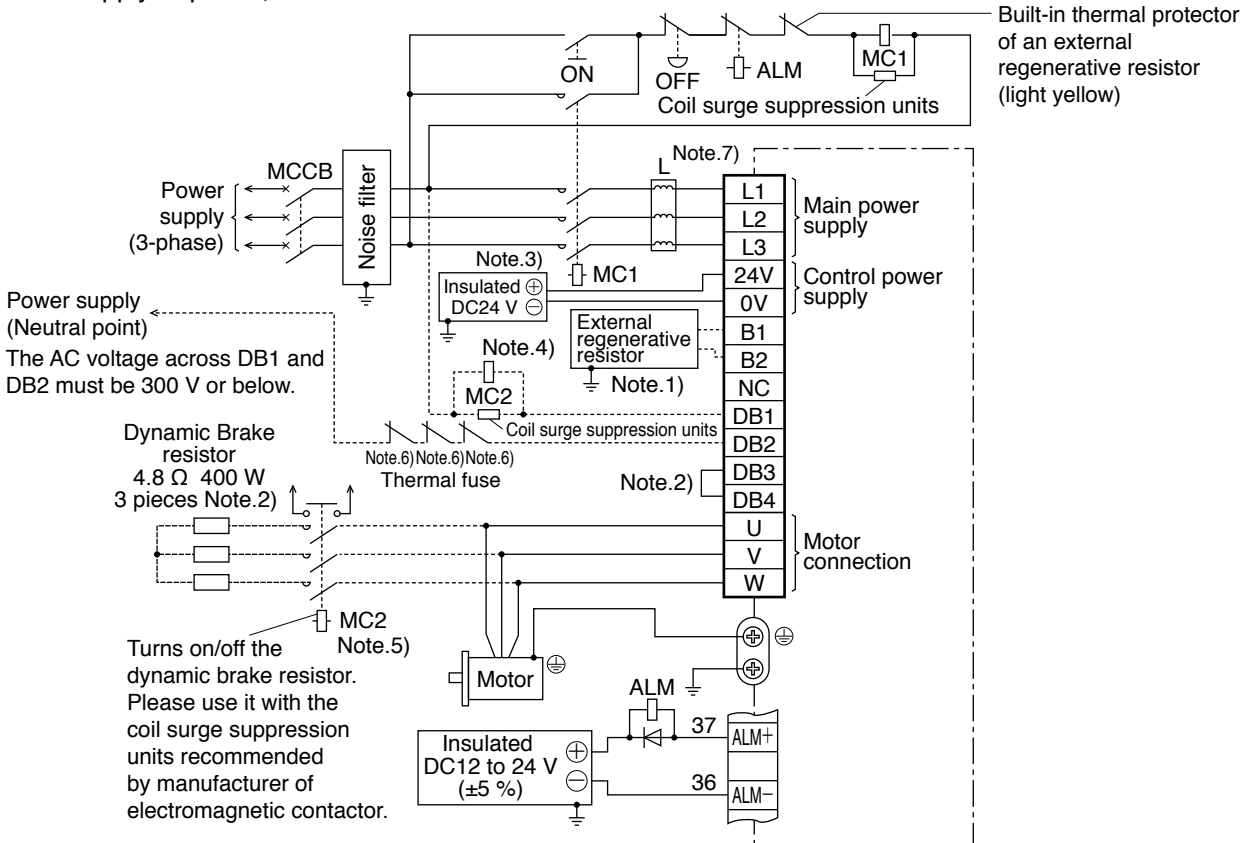 Built-in thermal protector
of an external
regenerative resistor
(light yellow)
ON
OFF
ALM
MC1
Coil surge suppression units
MCCB
Power
supply
(3-phase)
Noise filter
L
Note.7)
L1
L2
L3
24V
0V
B1
B2
NC
DB1
DB2
DB3
DB4
U
V
W
Main power
supply
Control power
supply
Motor
connection
MC1
Note.3)
Insulated
DC24 V
External
regenerative
resistor
Note.1)
Note.4)
MC2
Coil surge suppression units
Power supply
(Neutral point)
The AC voltage across DB1 and
DB2 must be 300 V or below.
Note.6) Note.6) Note.6)
Thermal fuse
Note.2)
Dynamic Brake
resistor
4.8 Ω 400 W
3 pieces Note.2)
MC2
Note.5)
Turns on/off the
dynamic brake resistor.
Please use it with the
coil surge suppression
units recommended
by manufacturer of
electromagnetic contactor.
Motor
ALM
Insulated
DC12 to 24 V
(±5 %)
37
ALM+
36
ALM−